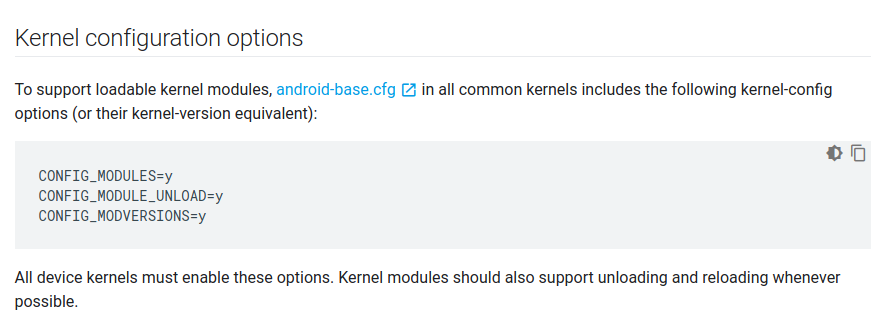 Kernel configuration options
To support loadable kernel modules, android-base.cfg in all common kernels includes the following kernel-config
options (or their kernel-version equivalent):
CONFIG_MODULES=y
CONFIG_MODULE_UNLOAD=y
CONFIG_MODVERSIONS=y
All device kernels must enable these options. Kernel modules should also support unloading and reloading whenever
possible.